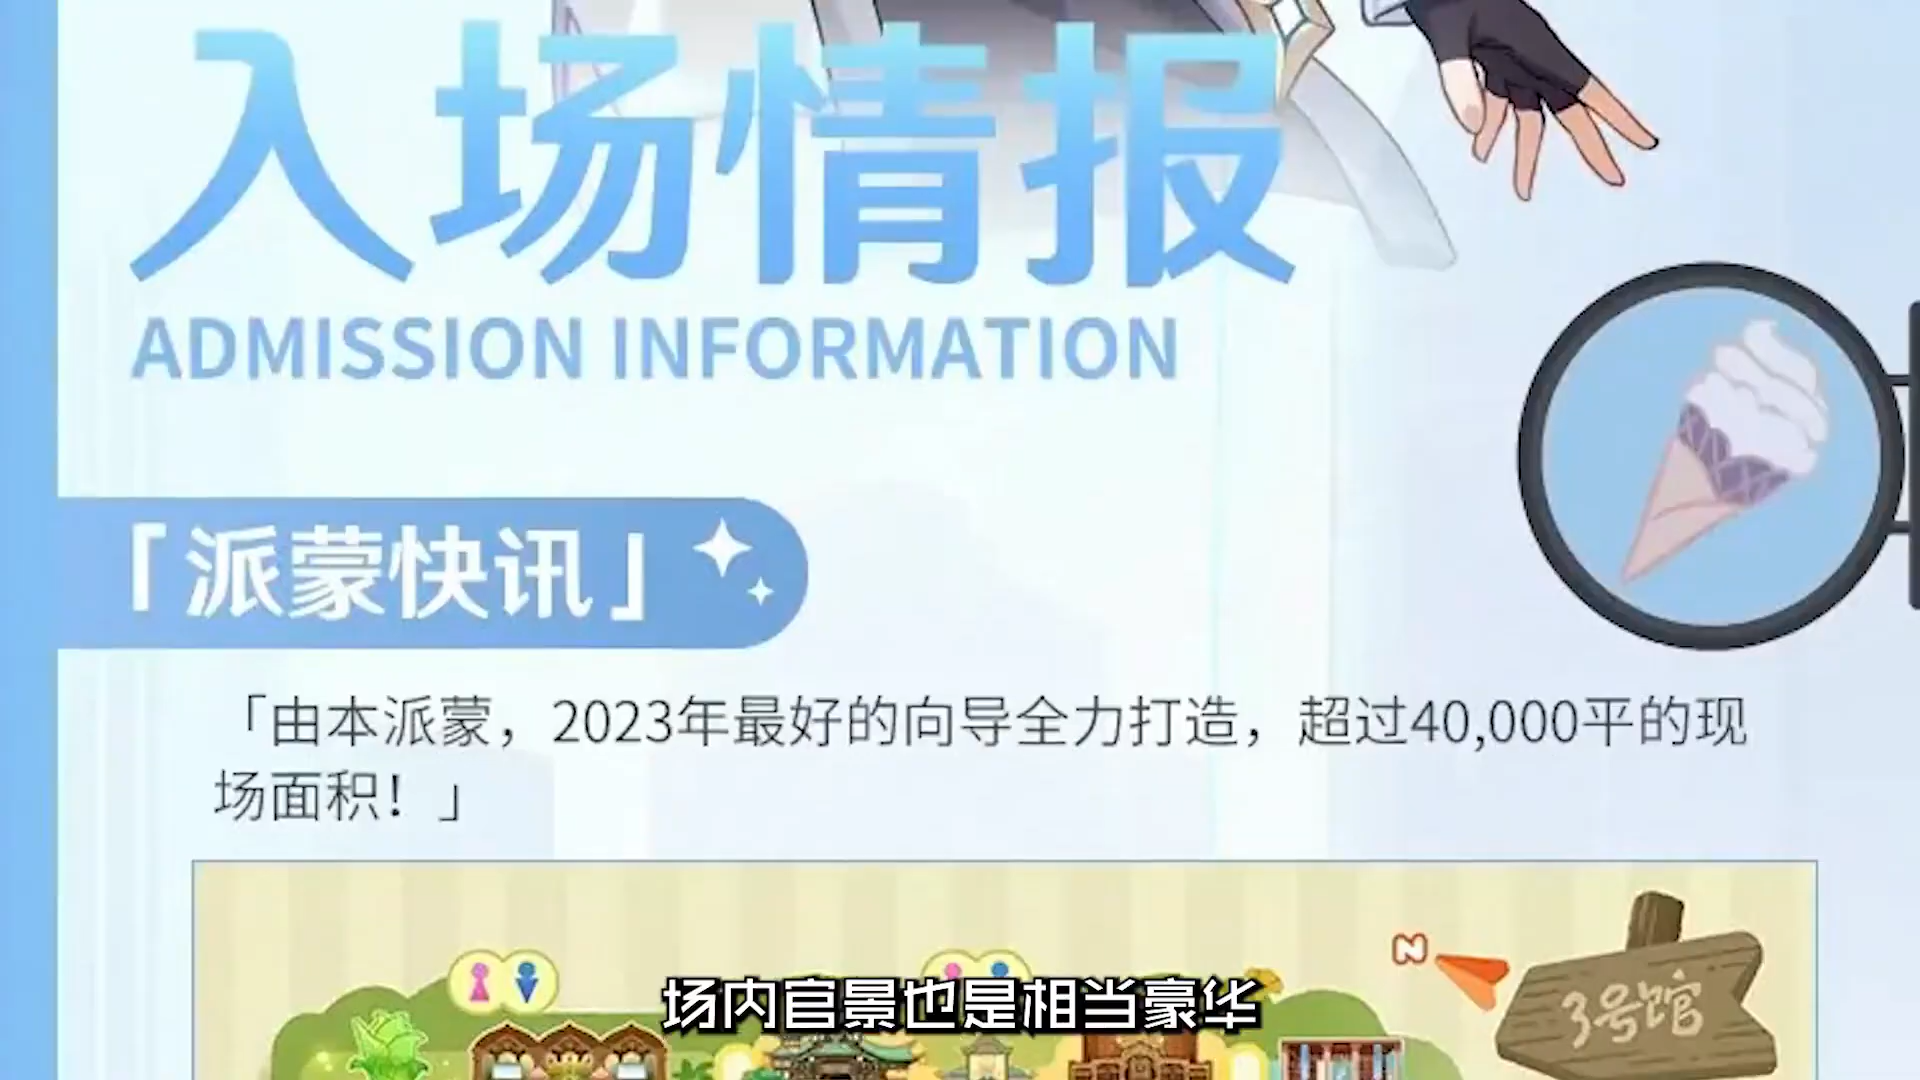 入场情报
ADMISSION INFORMATION
「派蒙快讯」
「由本派蒙，2023年最好的向导全力打造，超过40,000平的现
场面积！」
N
3号馆
场内官景也是相当豪华